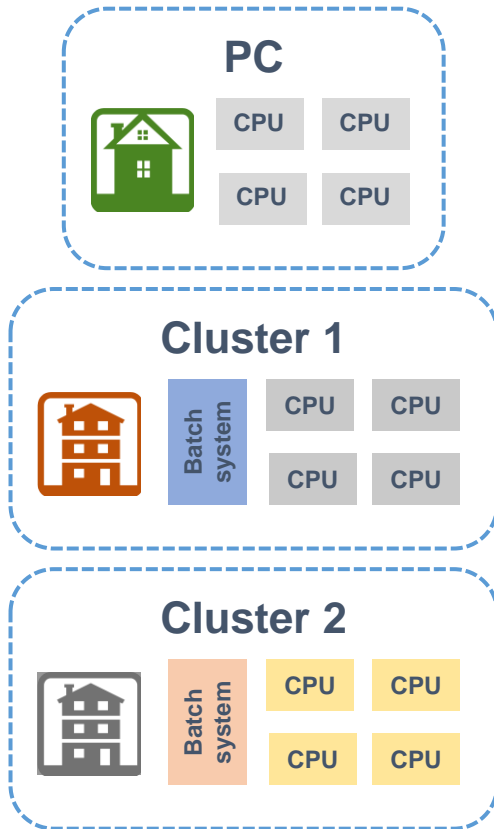 PC
CPU CPU
CPU CPU
Cluster 1
Batch
system
CPU CPU
CPU CPU
Cluster 2
Batch
system
CPU CPU
CPU CPU